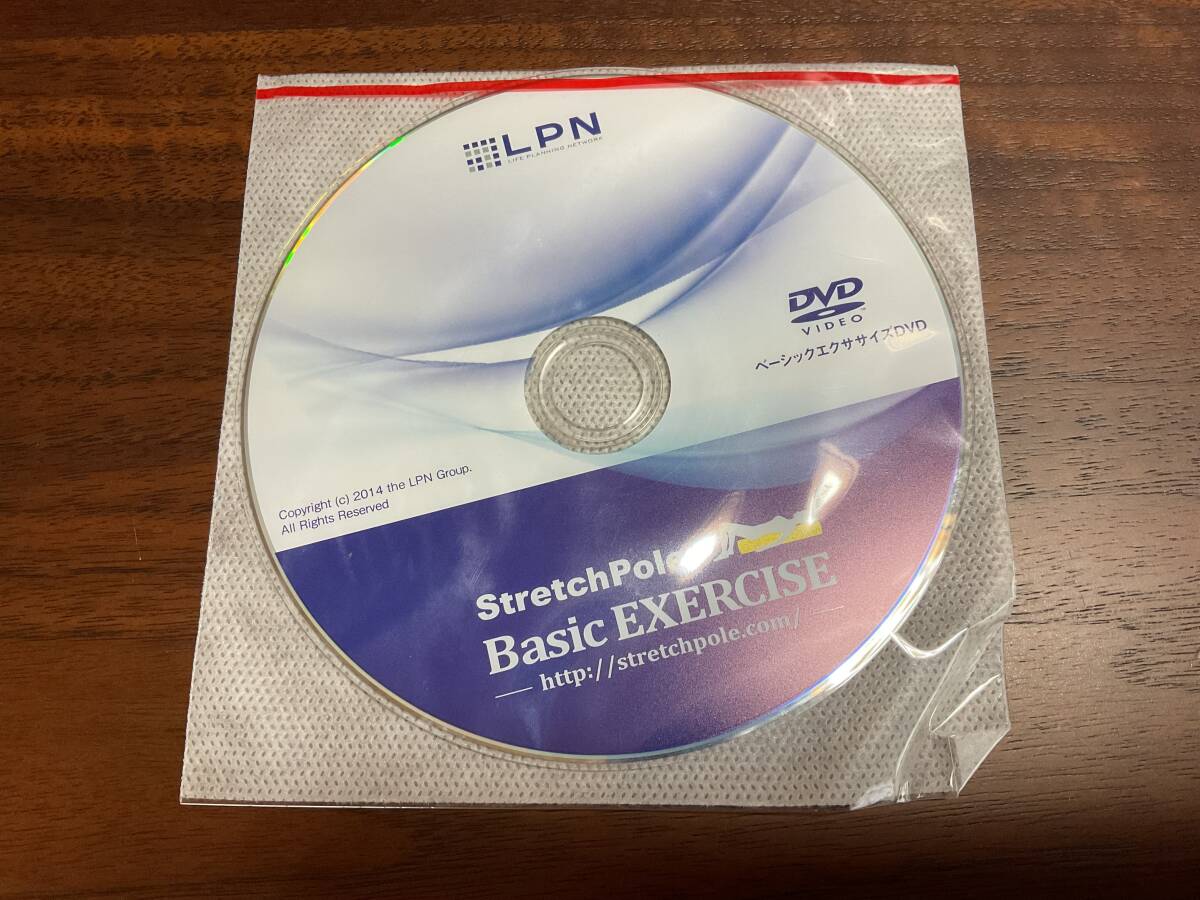 LPN
LIFE PLANNING NETWORK
DVD
VIDEO
ベーシックエクササイズDVD
Copyright (c) 2014 the LPN Group.
All Rights Reserved
StretchPole
Basic EXERCISE
http://stretchpole.com/